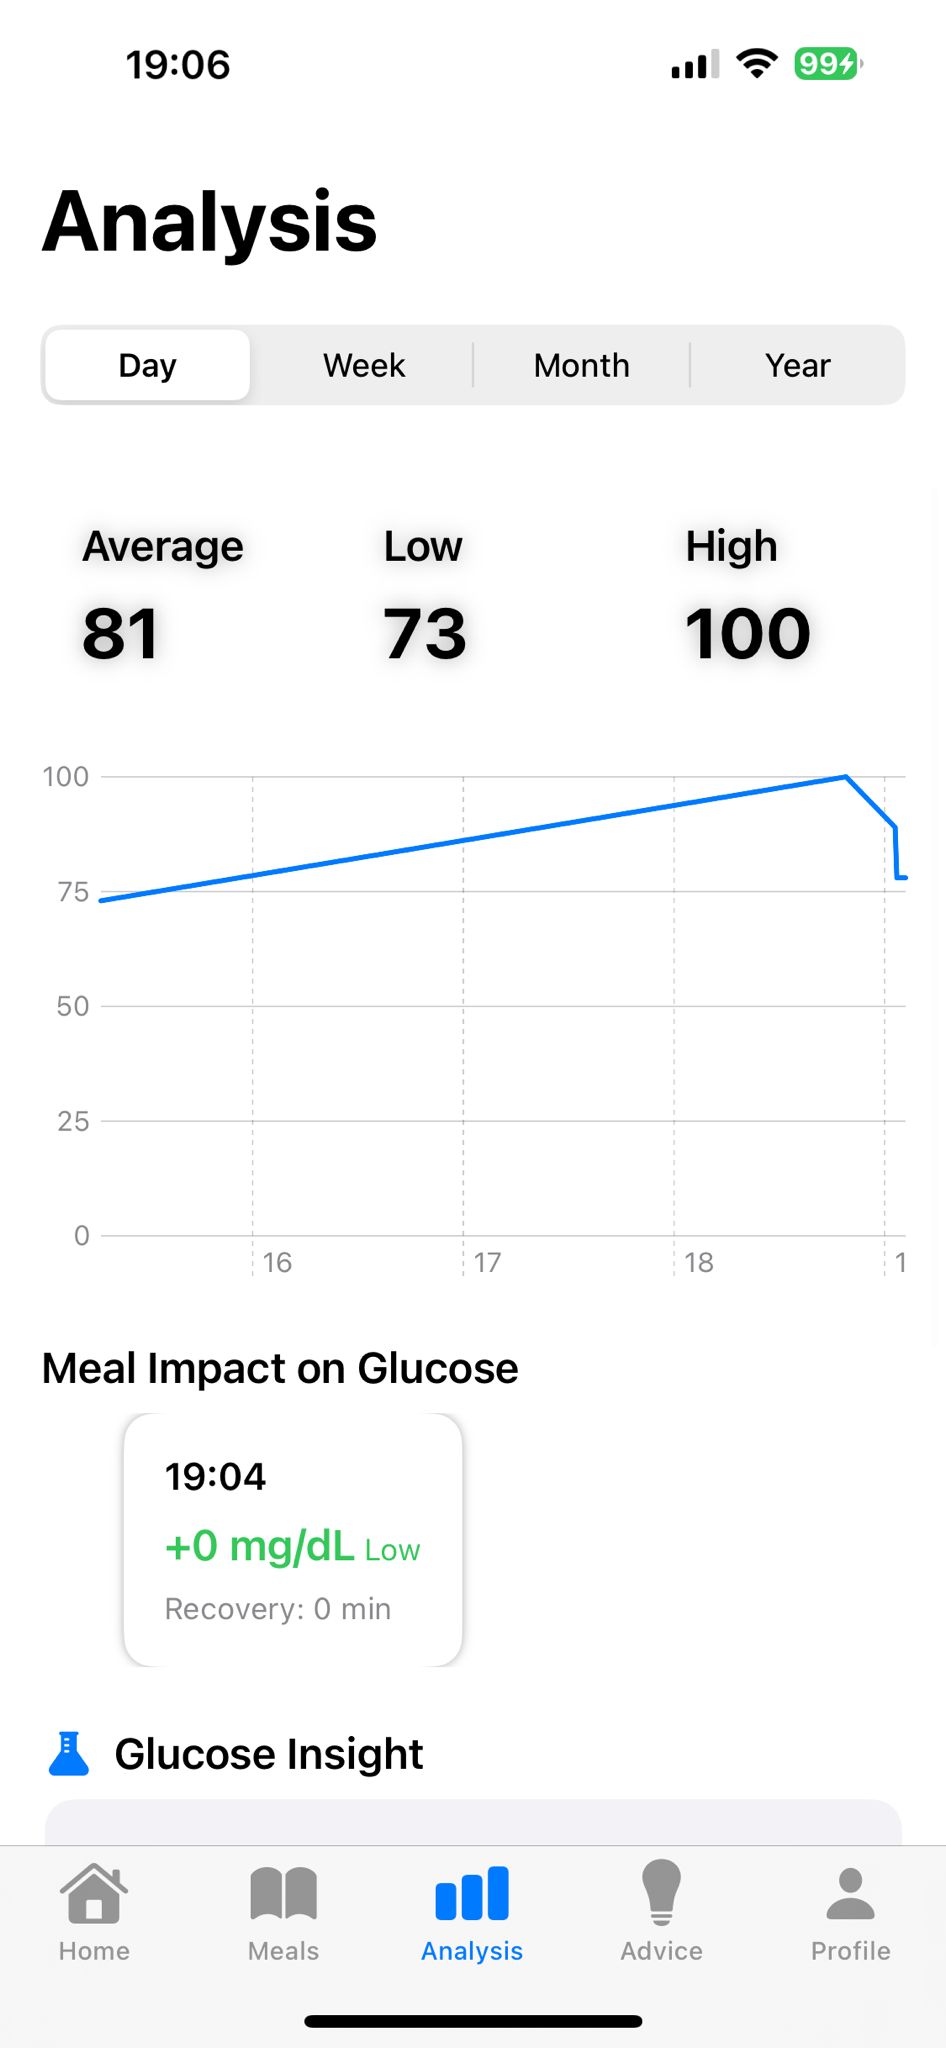 19:06
99
Analysis
Day Week Month Year
Average Low High
81 73 100
100
75
50
25
0
16 17 18 1
Meal Impact on Glucose
19:04
+0 mg/dL Low
Recovery: 0 min
Glucose Insight
Home Meals Analysis Advice Profile